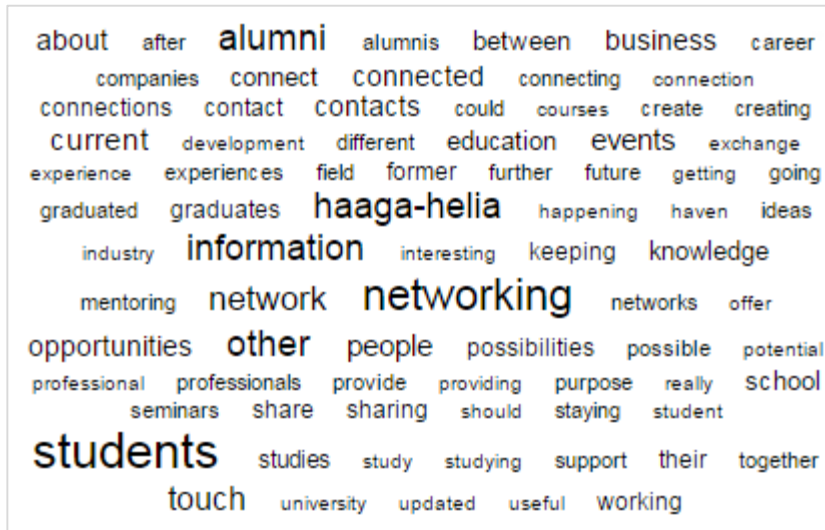 about after alumni alumnis between business career
companies connect connected connecting connection
connections contact contacts could courses create creating
current development different education events exchange
experience experiences field former further future getting going
graduated graduates haaga-helia happening haven ideas
industry information interesting keeping knowledge
mentoring network networking networks offer
opportunities other people possibilities possible potential
professional professionals provide providing purpose really school
seminars share sharing should staying student
students studies study studying support their together
touch university updated useful working